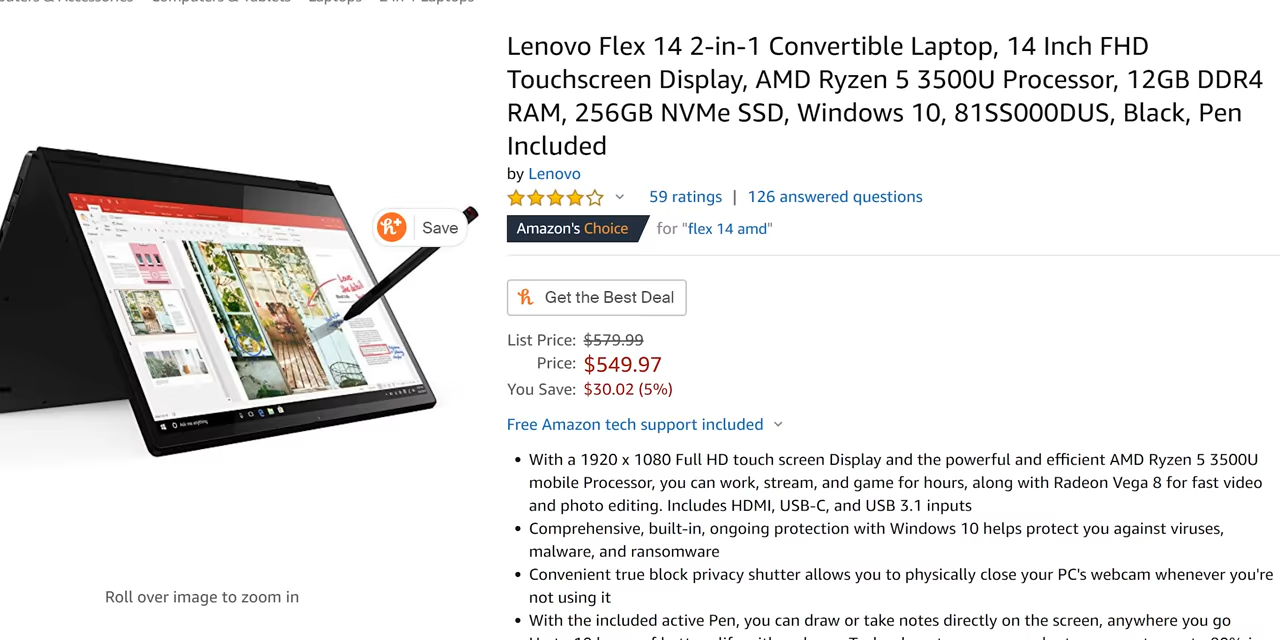 Lenovo Flex 14 2-in-1 Convertible Laptop, 14 Inch FHD
Touchscreen Display, AMD Ryzen 5 3500U Processor, 12GB DDR4
RAM, 256GB NVMe SSD, Windows 10, 81SS000DUS, Black, Pen
Included
by Lenovo
59 ratings | 126 answered questions
Amazon's Choice for "flex 14 amd"
h+ Save
h Get the Best Deal
List Price: $579.99
Price: $549.97
You Save: $30.02 (5%)
Free Amazon tech support included
• With a 1920 x 1080 Full HD touch screen Display and the powerful and efficient AMD Ryzen 5 3500U
mobile Processor, you can work, stream, and game for hours, along with Radeon Vega 8 for fast video
and photo editing. Includes HDMI, USB-C, and USB 3.1 inputs
• Comprehensive, built-in, ongoing protection with Windows 10 helps protect you against viruses,
malware, and ransomware
• Convenient true block privacy shutter allows you to physically close your PC's webcam whenever you're
not using it
• With the included active Pen, you can draw or take notes directly on the screen, anywhere you go
Roll over image to zoom in